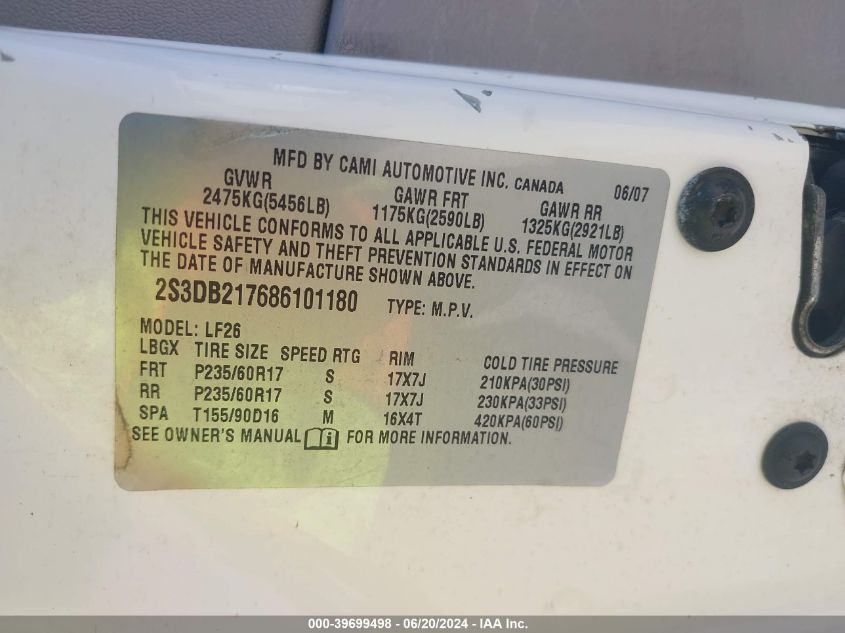 MFD BY CAMI AUTOMOTIVE INC. CANADA 06/07
GVWR GAWR FRT GAWR RR
2475KG(5456LB) 1175KG(2590LB) 1325KG(2921LB)
THIS VEHICLE CONFORMS TO ALL APPLICABLE U.S. FEDERAL MOTOR
VEHICLE SAFETY AND THEFT PREVENTION STANDARDS IN EFFECT ON
THE DATE OF MANUFACTURE SHOWN ABOVE.
2S3DB217686101180 TYPE: M.P.V.
MODEL: LF26
LBGX TIRE SIZE SPEED RTG RIM COLD TIRE PRESSURE
FRT P235/60R17 S 17X7J 210KPA(30PSI)
RR P235/60R17 S 17X7J 230KPA(33PSI)
SPA T155/90D16 M 16X4T 420KPA(60PSI)
SEE OWNER'S MANUAL i FOR MORE INFORMATION.
000-39699498 - 06/20/2024 - IAA Inc.